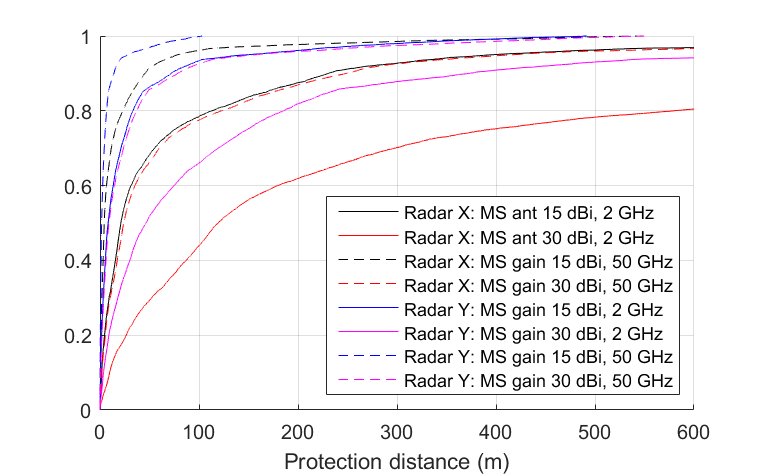 1
0.8
0.6
0.4
0.2
0
0 100 200 300 400 500 600
Protection distance (m)
Radar X: MS ant 15 dBi, 2 GHz
Radar X: MS ant 30 dBi, 2 GHz
Radar X: MS gain 15 dBi, 50 GHz
Radar X: MS gain 30 dBi, 50 GHz
Radar Y: MS gain 15 dBi, 2 GHz
Radar Y: MS gain 30 dBi, 2 GHz
Radar Y: MS gain 15 dBi, 50 GHz
Radar Y: MS gain 30 dBi, 50 GHz